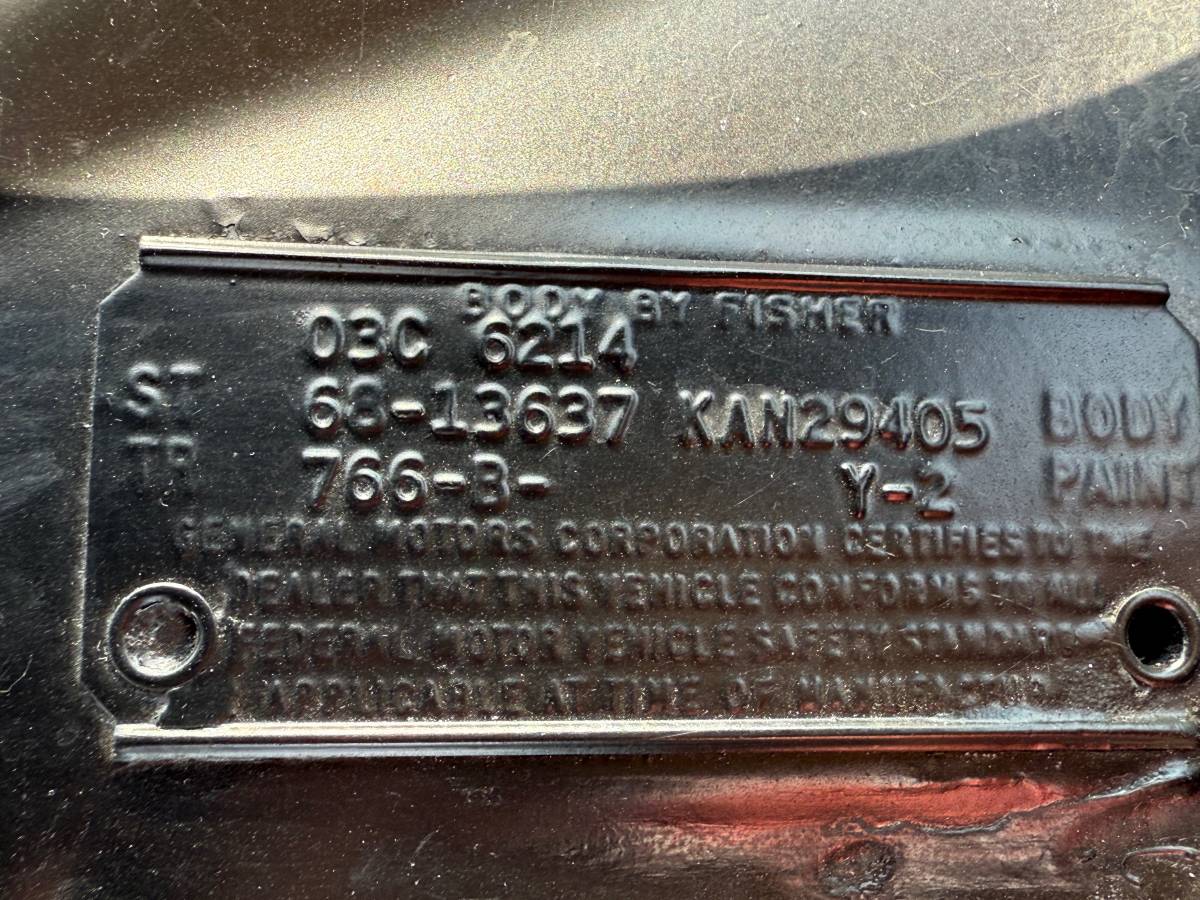 BODY BY FISHER
03C 6214
ST 68-13637 KAN29405 BODY
TR 766-B- Y-2 PAINT
GENERAL MOTORS CORPORATION CERTIFIES TO THE
DEALER THAT THIS VEHICLE CONFORMS TO ALL
FEDERAL MOTOR VEHICLE SAFETY STANDARDS
APPLICABLE AT TIME OF